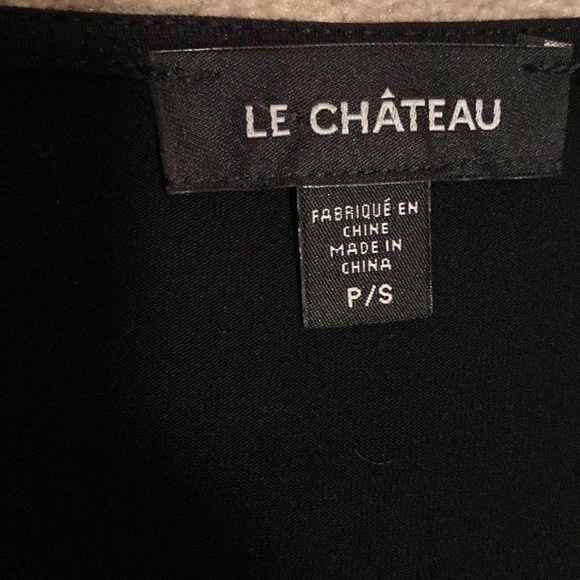 LE CHÂTEAU
FABRIQUÉ EN
CHINE
MADE IN
CHINA
P/S